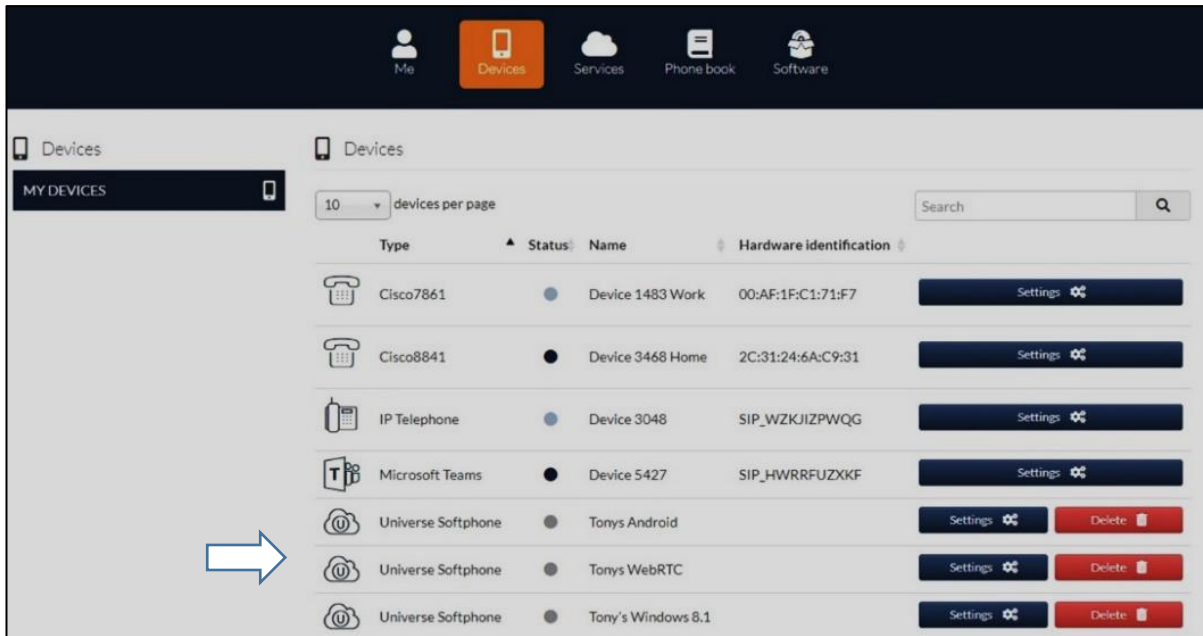 Me Devices Services Phone book Software
Devices Devices
MY DEVICES
10 devices per page Search
Type Status Name Hardware identification
Cisco7861 Device 1483 Work 00:AF:1F:C1:71:F7 Settings
Cisco8841 Device 3468 Home 2C:31:24:6A:C9:31 Settings
IP Telephone Device 3048 SIP_WZKJIZPWQG Settings
T Microsoft Teams Device 5427 SIP_HWRRFUZXKF Settings
U Universe Softphone Tonys Android Settings Delete
U Universe Softphone Tonys WebRTC Settings Delete
U Universe Softphone Tony's Windows 8.1 Settings Delete